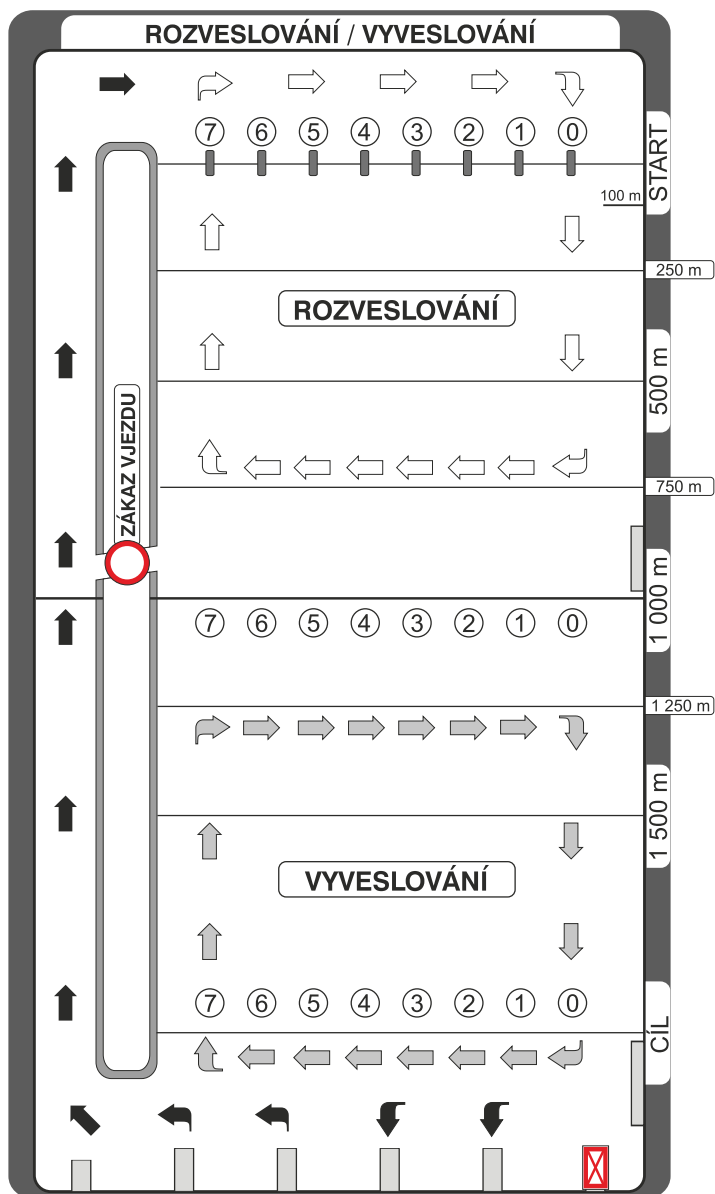 ROZVESLOVÁNÍ / VYVESLOVÁNÍ
7 6 5 4 3 2 1 0
START
100 m
250 m
ROZVESLOVÁNÍ
500 m
ZÁKAZ VJEZDU
750 m
1 000 m
7 6 5 4 3 2 1 0
1 250 m
1 500 m
VYVESLOVÁNÍ
7 6 5 4 3 2 1 0
CÍL